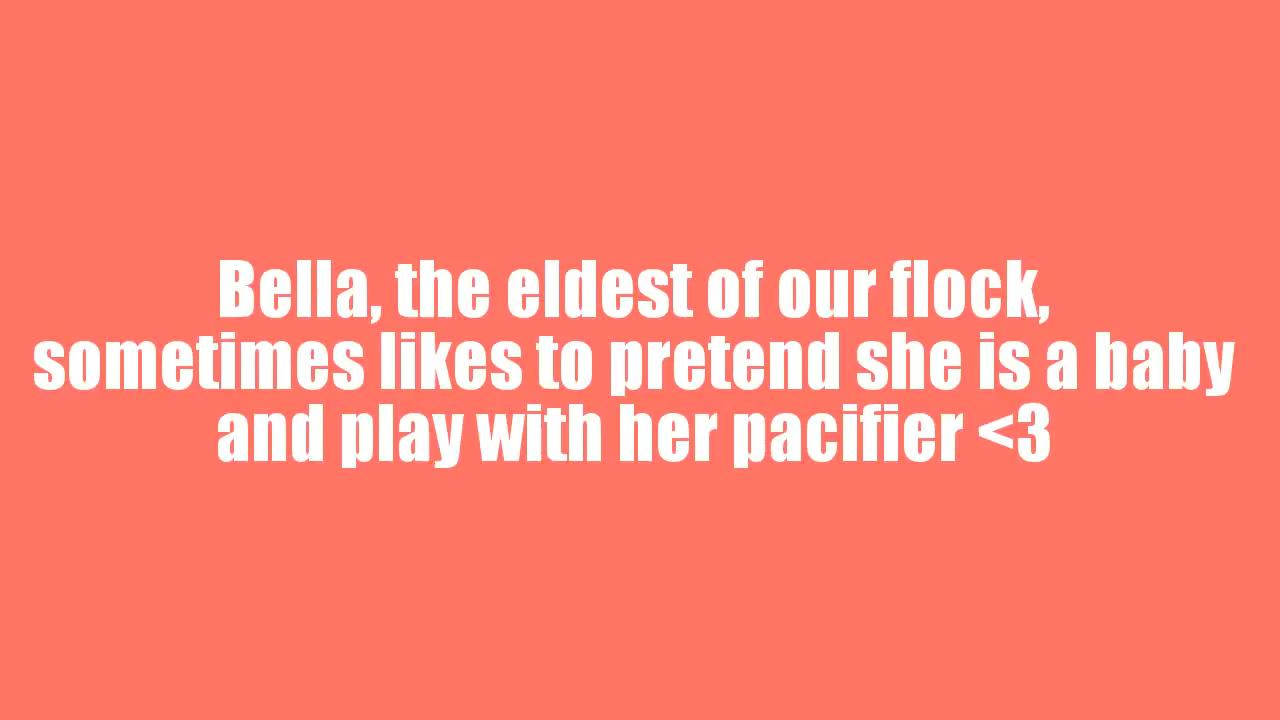 Bella, the eldest of our flock,
sometimes likes to pretend she is a baby
and play with her pacifier <3